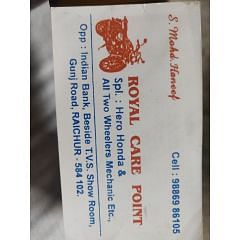 S. Mohd. Haneef
Cell : 98869 86105
ROYAL CARE POINT
Spl. : Hero Honda &
All Two Wheelers Mechanic Etc.,
Opp : Indian Bank, Beside T.V.S. Show Room,
Gunj Road, RAICHUR - 584 102.